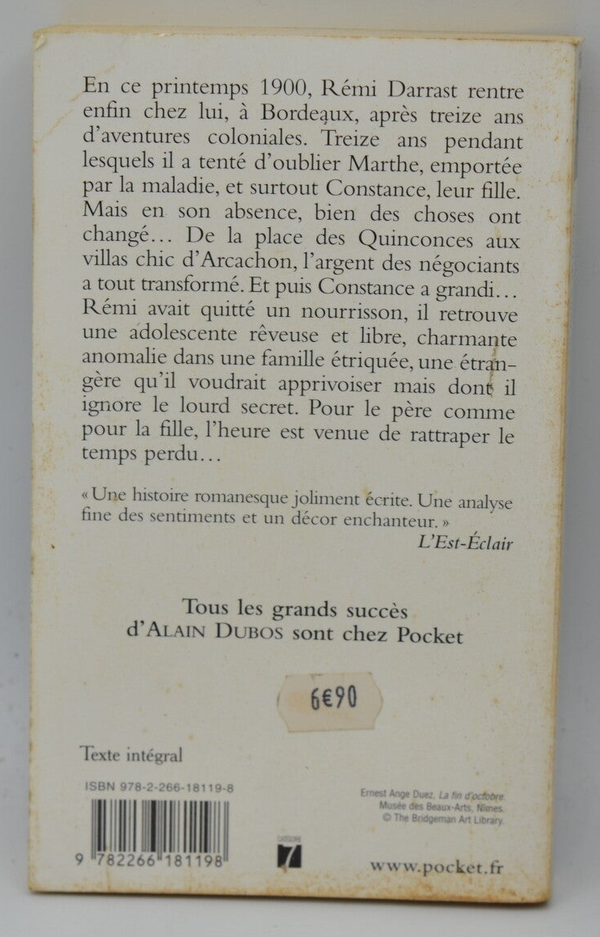 En ce printemps 1900, Rémi Darrast rentre
enfin chez lui, à Bordeaux, après treize ans
d'aventures coloniales. Treize ans pendant
lesquels il a tenté d'oublier Marthe, emportée
par la maladie, et surtout Constance, leur fille.
Mais en son absence, bien des choses ont
changé... De la place des Quinconces aux
villas chic d'Arcachon, l'argent des négociants
a tout transformé. Et puis Constance a grandi...
Rémi avait quitté un nourrisson, il retrouve
une adolescente rêveuse et libre, charmante
anomalie dans une famille étriquée, une étran-
gère qu'il voudrait apprivoiser mais dont il
ignore le lourd secret. Pour le père comme
pour la fille, l'heure est venue de rattraper le
temps perdu...
« Une histoire romanesque joliment écrite. Une analyse
fine des sentiments et un décor enchanteur. »
L'Est-Éclair
Tous les grands succès
d'ALAIN DUBOS sont chez Pocket
6€90
Texte intégral
ISBN 978-2-266-18119-8
9 782266 181198
CATÉGORIE
7
Ernest Ange Duez, La fin d'octobre.
Musée des Beaux-Arts, Nîmes.
© The Bridgeman Art Library.
www.pocket.fr